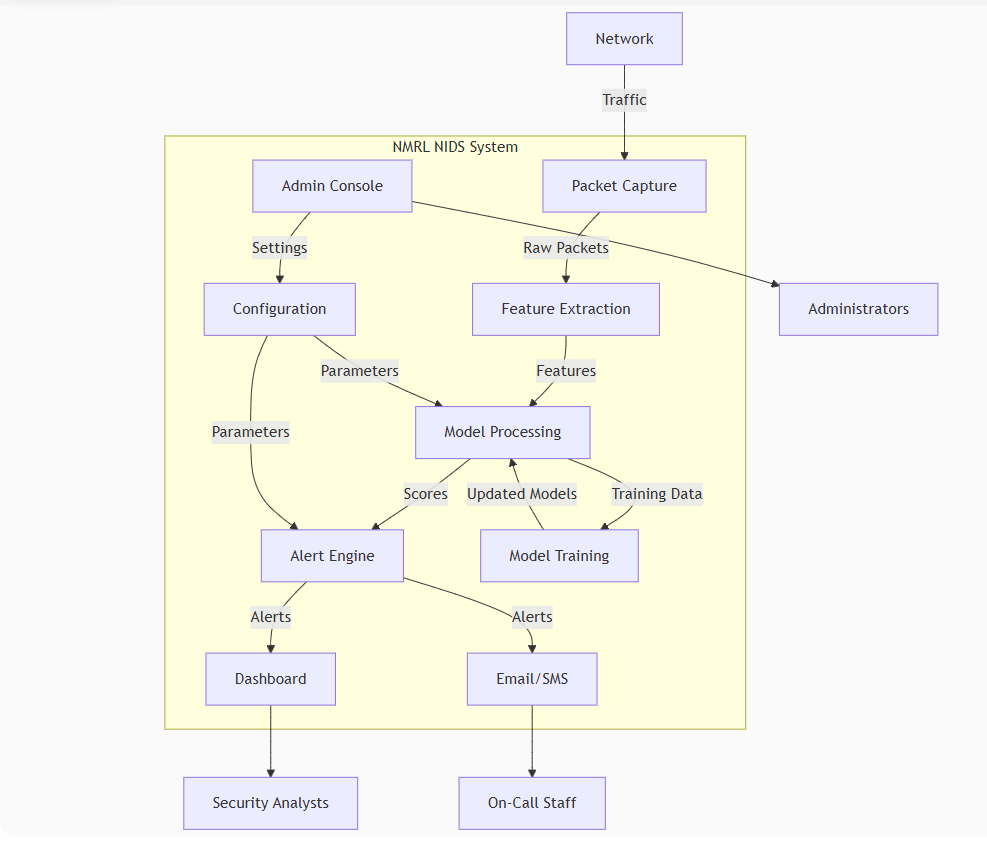 Network
Traffic
NMRL NIDS System
Admin Console
Packet Capture
Settings
Raw Packets
Configuration
Feature Extraction
Administrators
Parameters
Features
Parameters
Model Processing
Scores
Updated Models
Training Data
Alert Engine
Model Training
Alerts
Alerts
Dashboard
Email/SMS
Security Analysts
On-Call Staff